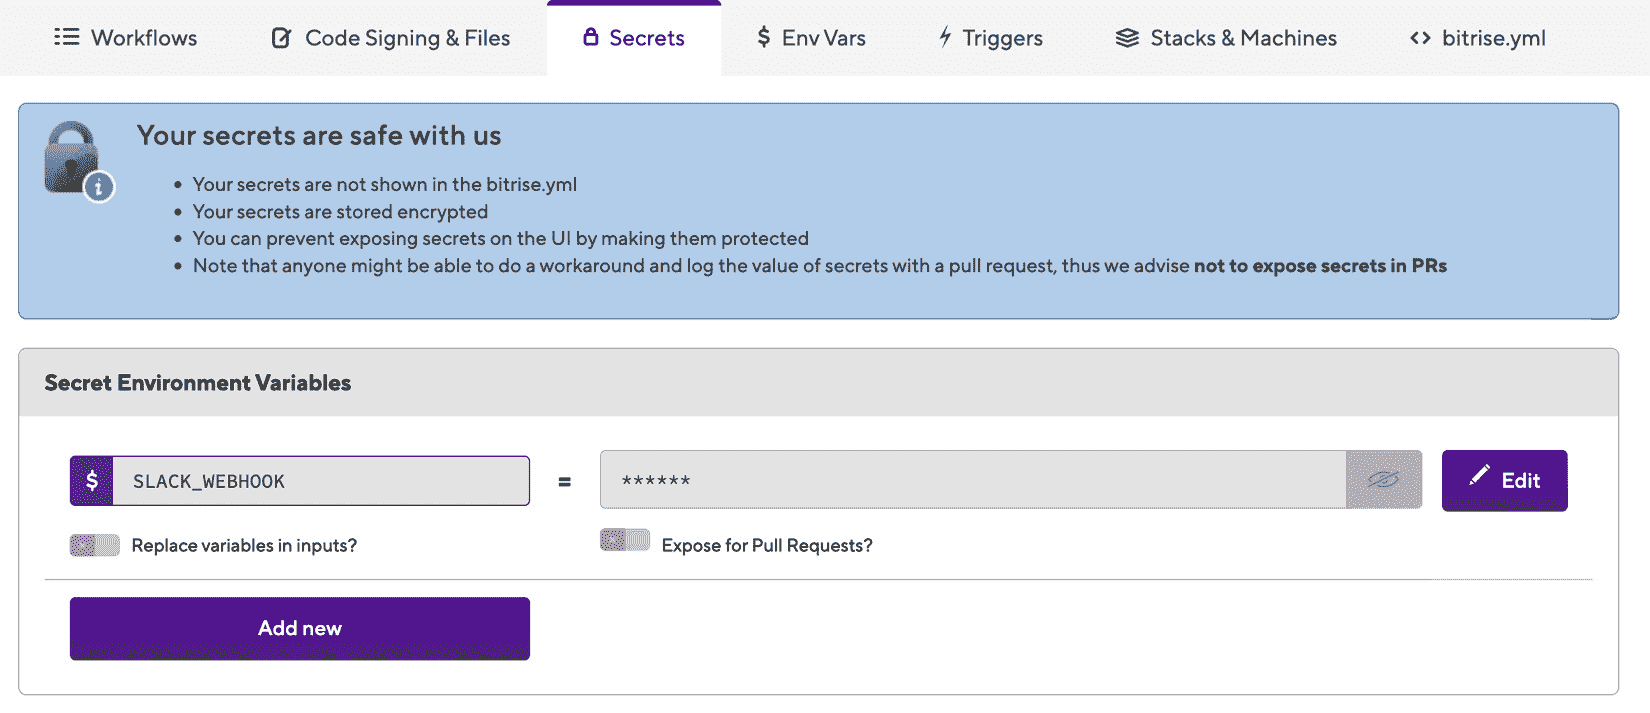 Workflows Code Signing & Files Secrets $ Env Vars Triggers Stacks & Machines <> bitrise.yml
Your secrets are safe with us
• Your secrets are not shown in the bitrise.yml
• Your secrets are stored encrypted
• You can prevent exposing secrets on the UI by making them protected
• Note that anyone might be able to do a workaround and log the value of secrets with a pull request, thus we advise not to expose secrets in PRs
Secret Environment Variables
$ SLACK_WEBHOOK = ****** Edit
Replace variables in inputs? Expose for Pull Requests?
Add new